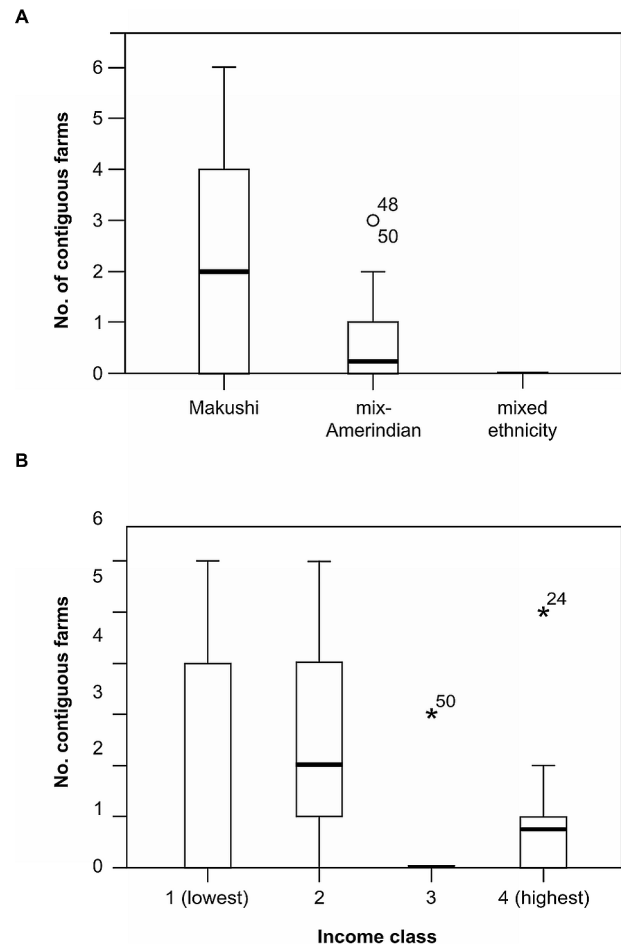 A
No. of contiguous farms
6
5
4
3
2
1
0
48
50
Makushi
mix-
Amerindian
mixed
ethnicity
B
No. contiguous farms
6
5
4
3
2
1
0
50
24
1 (lowest)
2
3
4 (highest)
Income class